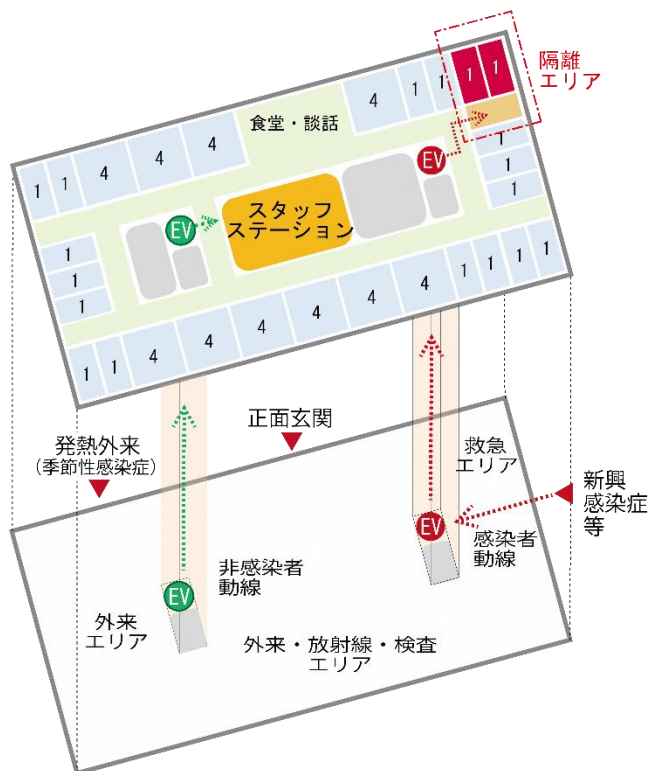 隔離
エリア
1 1
1
1
4
食堂・談話
4
4
4
1
1
EV
1
1
1
スタッフ
ステーション
EV
1
1
1
1
1
4
4
4
4
4
4
1
1
1
1
正面玄関
発熱外来
(季節性感染症)
救急
エリア
新興
感染症
等
EV
感染者
動線
非感染者
動線
EV
外来
エリア
外来・放射線・検査
エリア